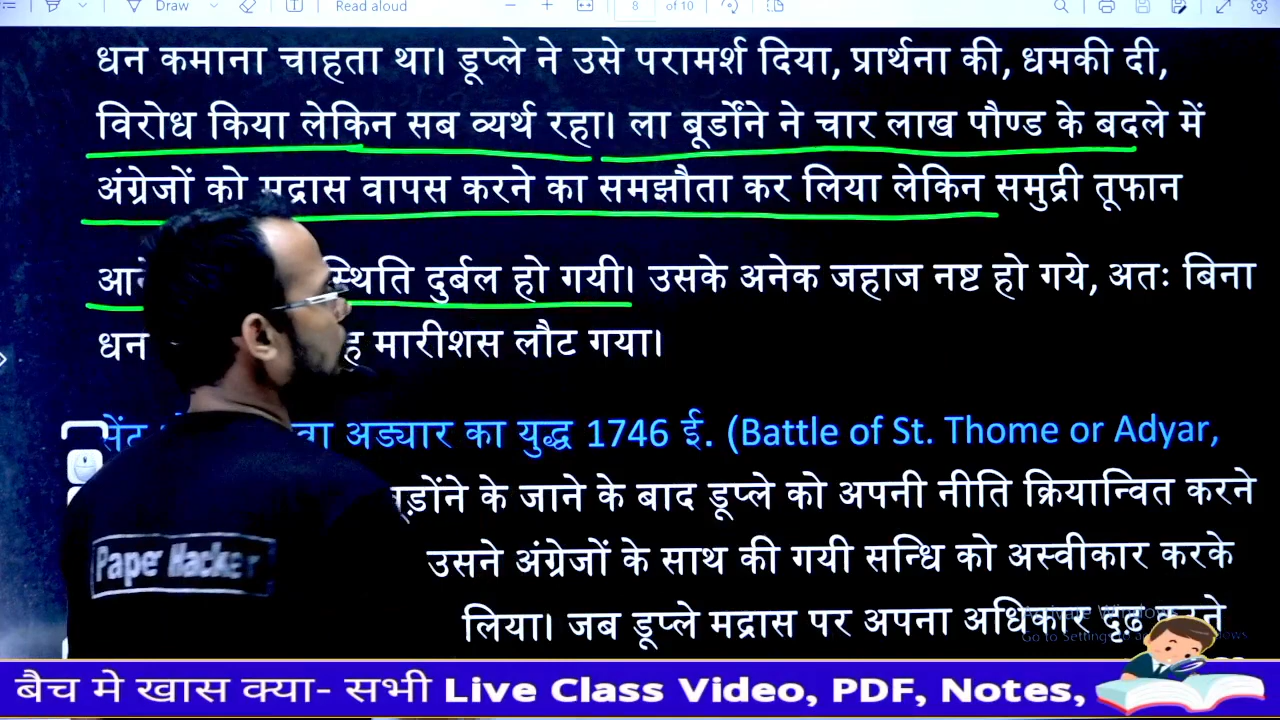 Draw
Read aloud
8
of 10
धन कमाना चाहता था। डूप्ले ने उसे परामर्श दिया, प्रार्थना की, धमकी दी,
विरोध किया लेकिन सब व्यर्थ रहा। ला बूर्डोंने ने चार लाख पौण्ड के बदले में
अंग्रेजों को मद्रास वापस करने का समझौता कर लिया लेकिन समुद्री तूफान
स्थिति दुर्बल हो गयी। उसके अनेक जहाज नष्ट हो गये, अतः बिना
धन मारीशस लौट गया।
अड्यार का युद्ध 1746 ई. (Battle of St. Thome or Adyar,
के जाने के बाद डूप्ले को अपनी नीति क्रियान्वित करने
उसने अंग्रेजों के साथ की गयी सन्धि को अस्वीकार करके
लिया। जब डूप्ले मद्रास पर अपना अधिकार दृढ़ करने
Paper Hacker
बैच मे खास क्या- सभी Live Class Video, PDF, Notes,